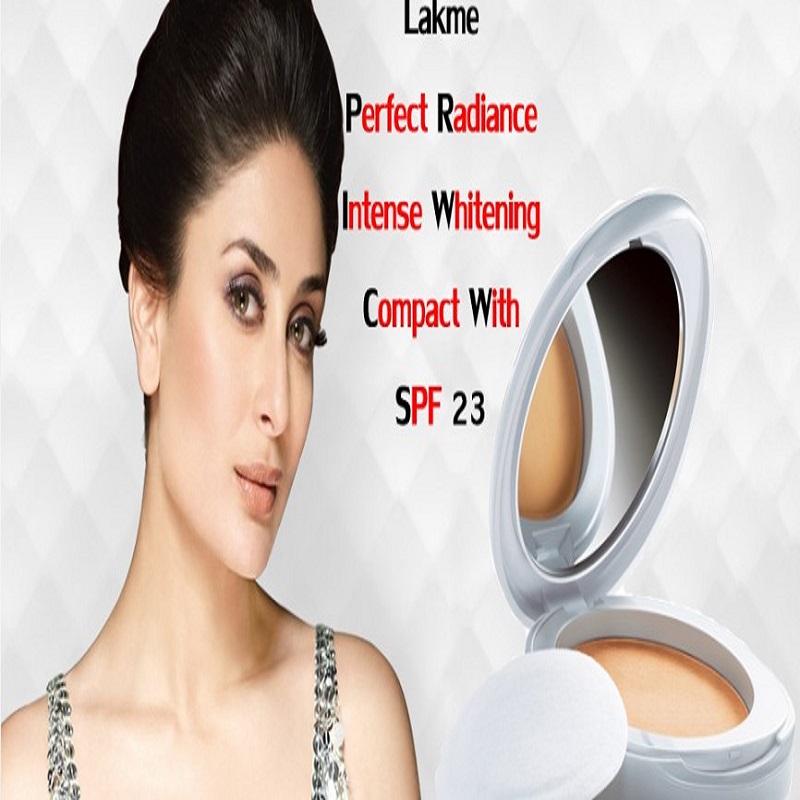 Lakme
Perfect Radiance
Intense Whitening
Compact With
SPF 23